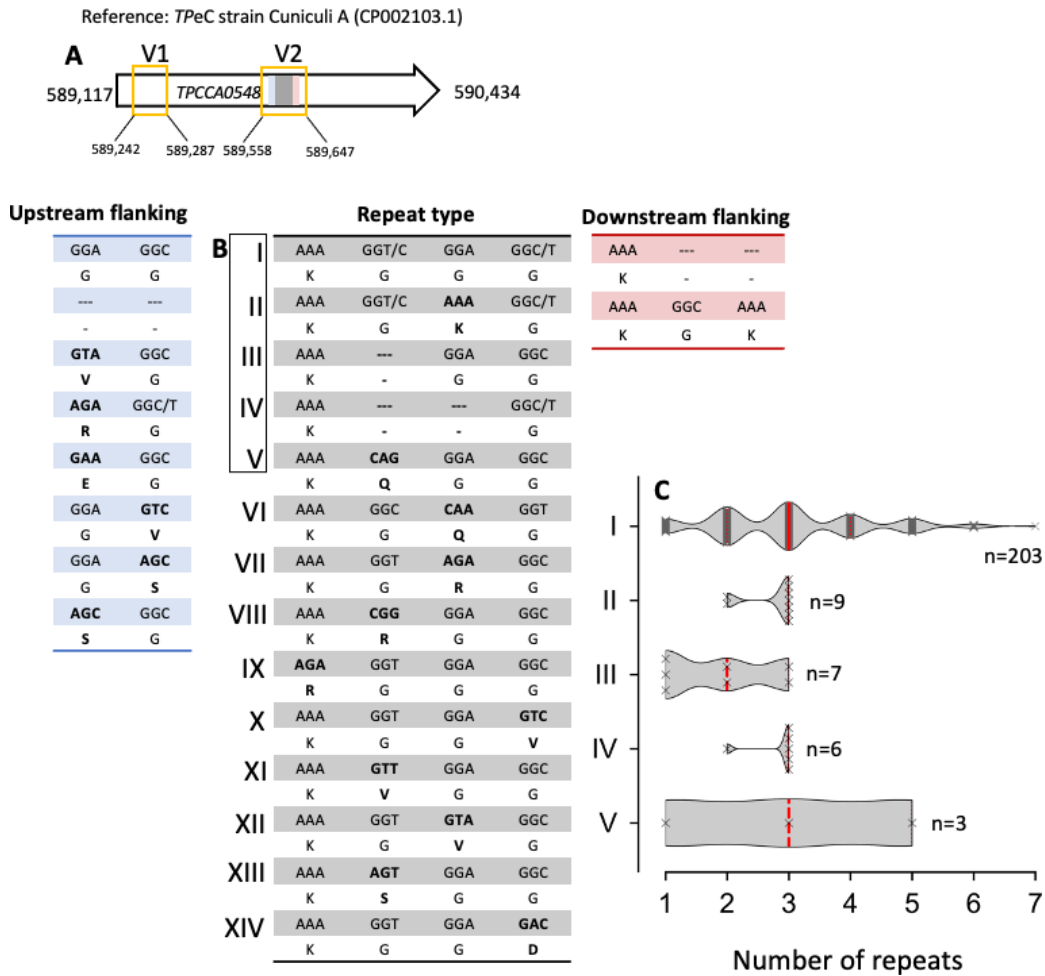 Reference: TPeC strain Cuniculi A (CP002103.1)
A
V1 V2
589,117 TPCCA0548 590,434
589,242 589,287 589,558 589,647
Upstream flanking
GGA GGC
G G
--- ---
- -
GTA GGC
V G
AGA GGC/T
R G
GAA GGC
E G
GGA GTC
G V
GGA AGC
G S
AGC GGC
S G
B
Repeat type
I AAA GGT/C GGA GGC/T
K G G G
II AAA GGT/C AAA GGC/T
K G K G
III AAA --- GGA GGC
K - G G
IV AAA --- --- GGC/T
K - - G
V AAA CAG GGA GGC
K Q G G
VI AAA GGC CAA GGT
K G Q G
VII AAA GGT AGA GGC
K G R G
VIII AAA CGG GGA GGC
K R G G
IX AGA GGT GGA GGC
R G G G
X AAA GGT GGA GTC
K G G V
XI AAA GTT GGA GGC
K V G G
XII AAA GGT GTA GGC
K G V G
XIII AAA AGT GGA GGC
K S G G
XIV AAA GGT GGA GAC
K G G D
Downstream flanking
AAA --- ---
K - -
AAA GGC AAA
K G K
C
I
n=203
II n=9
III n=7
IV n=6
V n=3
1 2 3 4 5 6 7
Number of repeats